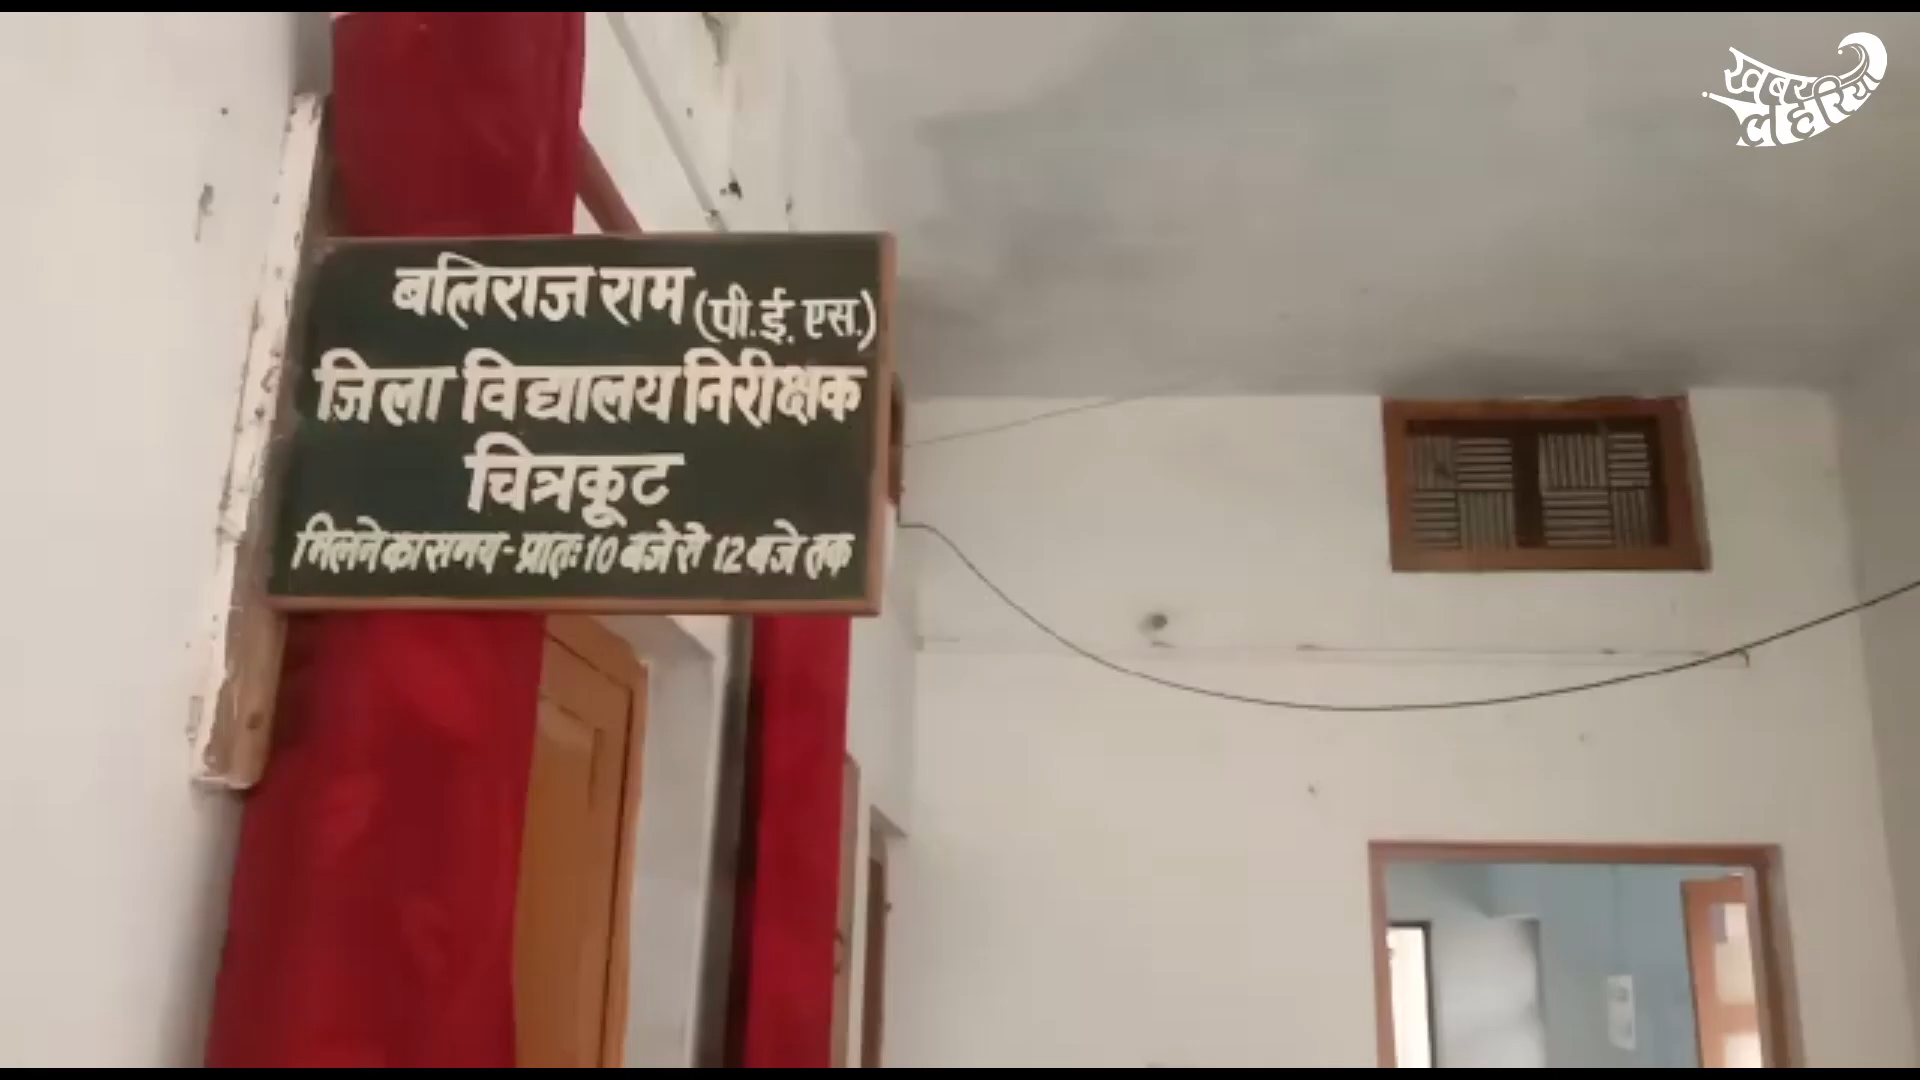 बलिराज राम (पी.ई. एस.)
जिला विद्यालय निरीक्षक
चित्रकूट
मिलने का समय - प्रातः 10 बजे से 12 बजे तक
खबर
लहरिया